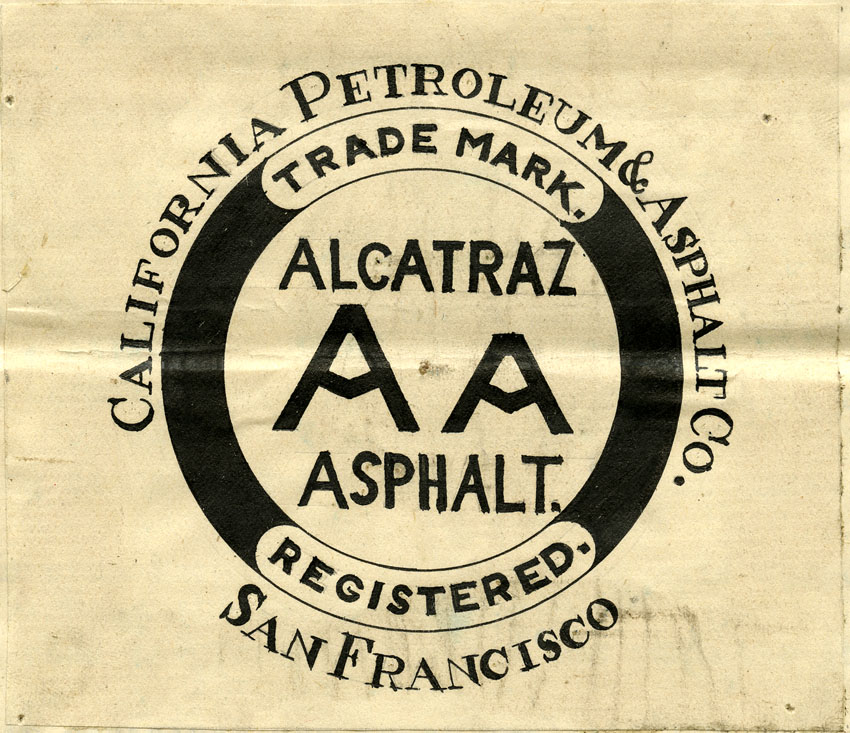 CALIFORNIA PETROLEUM & ASPHALT CO.
TRADE MARK.
ALCATRAZ
AA
ASPHALT.
REGISTERED.
SAN FRANCISCO